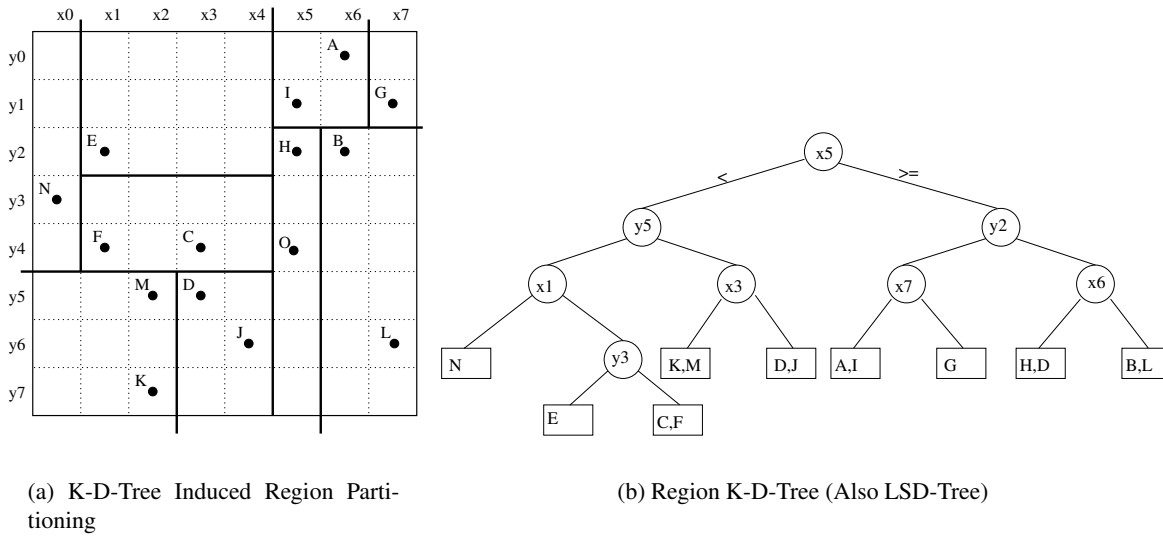 x0 x1 x2 x3 x4 x5 x6 x7
y0
y1
y2
y3
y4
y5
y6
y7
A
I
G
E
H
B
N
F
C
O
M
D
J
L
K
x5
<
>=
y5
y2
x1
x3
x7
x6
N
y3
K,M
D,J
A,I
G
H,D
B,L
E
C,F
(a) K-D-Tree Induced Region Parti-
tioning
(b) Region K-D-Tree (Also LSD-Tree)